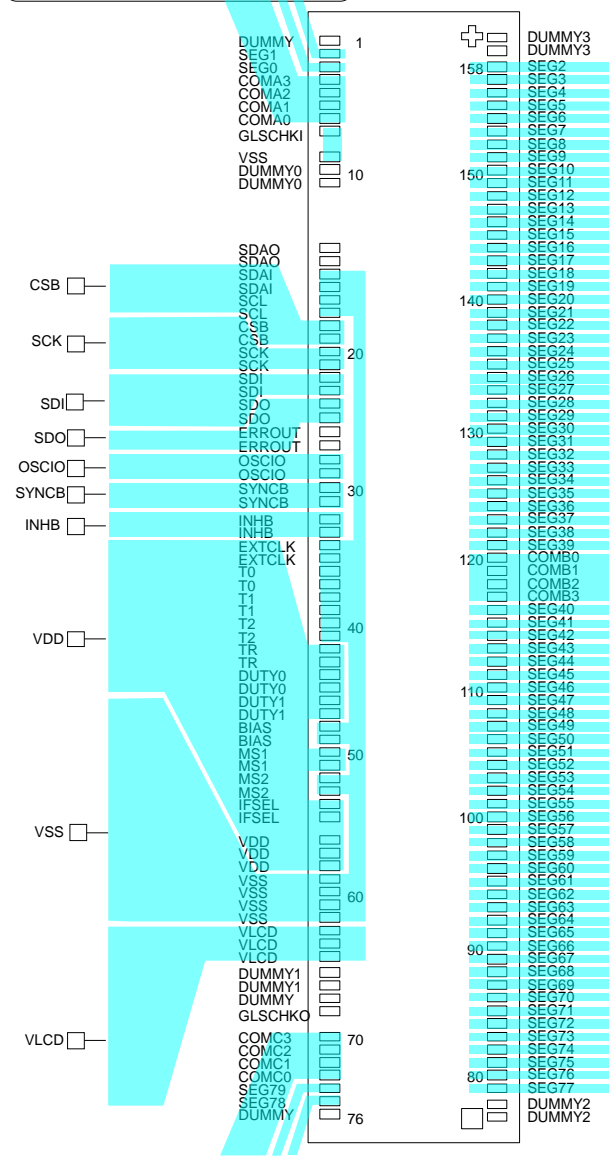 DUMMY 1
SEG1
SEG0
COMA3
COMA2
COMA1
COMA0
GLSCHKI
VSS
DUMMY0 10
DUMMY0
SDAO
SDAO
SDAI
SDAI
SCL
SCL
CSB
CSB
SCK 20
SCK
SDI
SDI
SDO
SDO
ERROUT
ERROUT
OSCIO
OSCIO
SYNCB 30
SYNCB
INHB
INHB
EXTCLK
EXTCLK
T0
T0
T1
T1
T2 40
T2
TR
TR
DUTY0
DUTY0
DUTY1
DUTY1
BIAS
BIAS
MS1 50
MS1
MS2
MS2
IFSEL
IFSEL
VDD
VDD
VDD
VSS
VSS 60
VSS
VSS
VLCD
VLCD
VLCD
DUMMY1
DUMMY1
DUMMY
GLSCHKO
COMC3 70
COMC2
COMC1
COMC0
SEG79
SEG78
DUMMY 76
CSB
SCK
SDI
SDO
OSCIO
SYNCB
INHB
VDD
VSS
VLCD
DUMMY3
DUMMY3
158 SEG2
SEG3
SEG4
SEG5
SEG6
SEG7
SEG8
SEG9
150 SEG10
SEG11
SEG12
SEG13
SEG14
SEG15
SEG16
SEG17
SEG18
SEG19
140 SEG20
SEG21
SEG22
SEG23
SEG24
SEG25
SEG26
SEG27
SEG28
SEG29
130 SEG30
SEG31
SEG32
SEG33
SEG34
SEG35
SEG36
SEG37
SEG38
SEG39
120 COMB0
COMB1
COMB2
COMB3
SEG40
SEG41
SEG42
SEG43
SEG44
SEG45
110 SEG46
SEG47
SEG48
SEG49
SEG50
SEG51
SEG52
SEG53
SEG54
SEG55
100 SEG56
SEG57
SEG58
SEG59
SEG60
SEG61
SEG62
SEG63
SEG64
SEG65
90 SEG66
SEG67
SEG68
SEG69
SEG70
SEG71
SEG72
SEG73
SEG74
SEG75
80 SEG76
SEG77
DUMMY2
DUMMY2